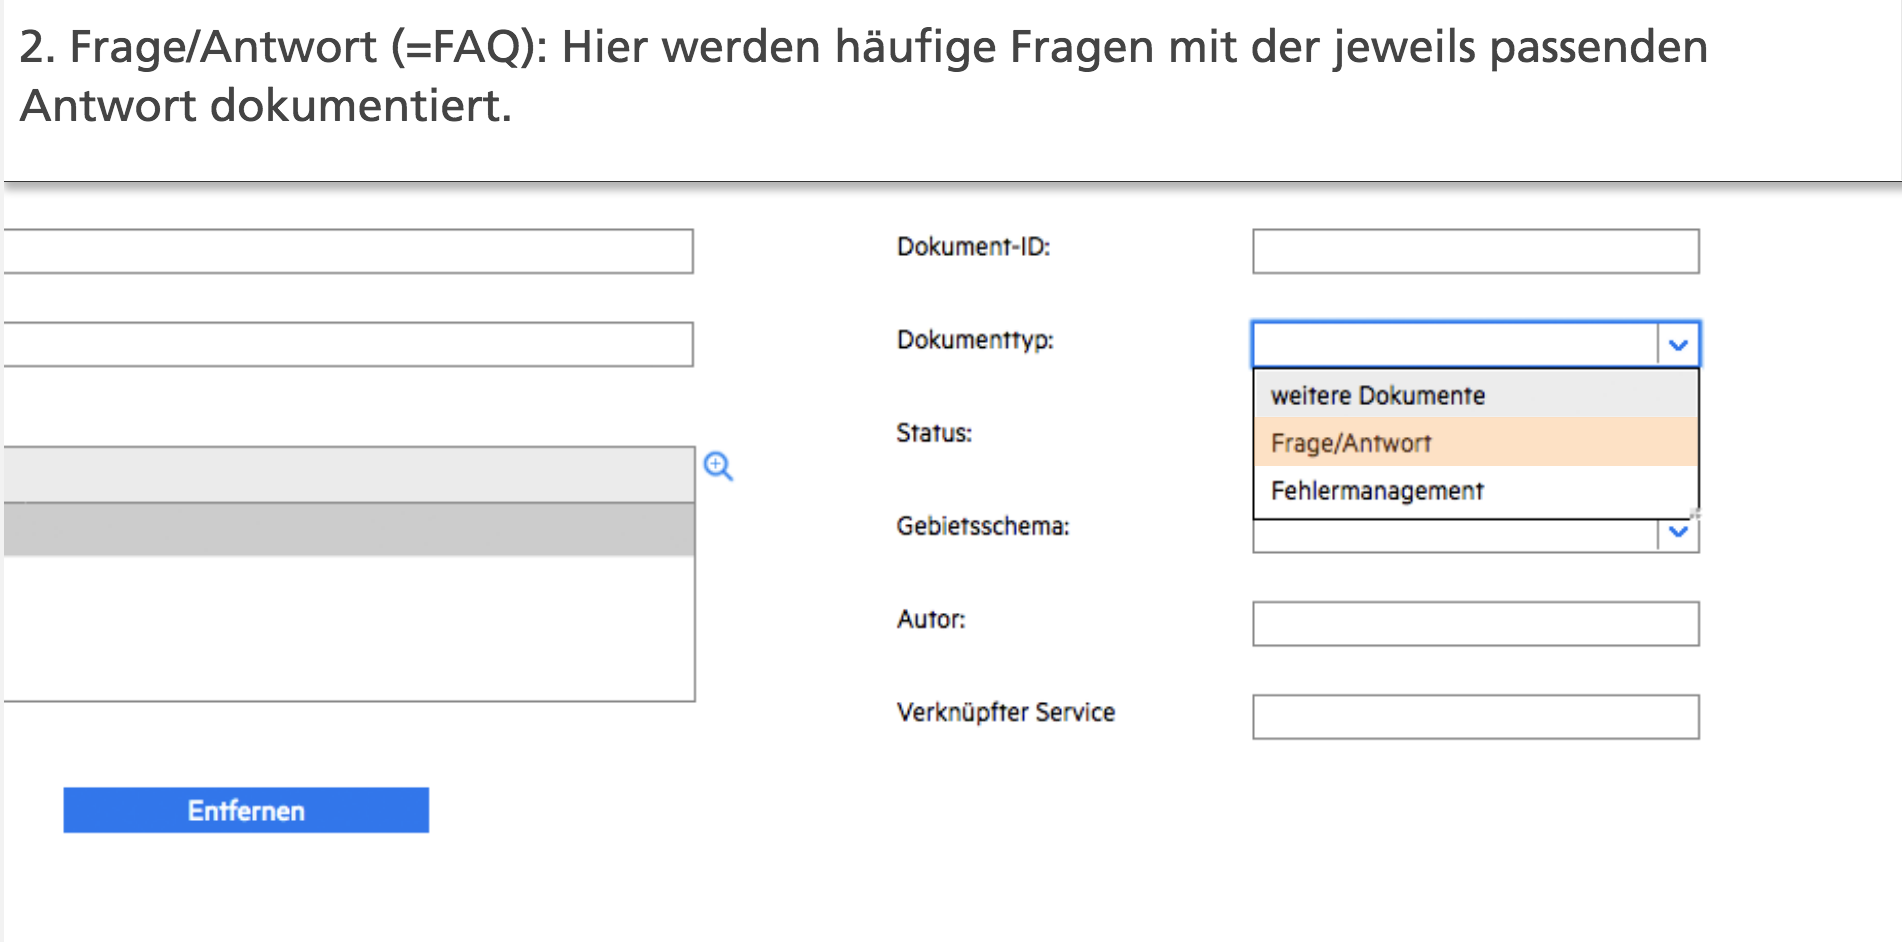 2. Frage/Antwort (=FAQ): Hier werden häufige Fragen mit der jeweils passenden
Antwort dokumentiert.
Dokument-ID:
Dokumenttyp:
weitere Dokumente
Status:
Frage/Antwort
Fehlermanagement
Gebietsschema:
Autor:
Verknüpfter Service
Entfernen